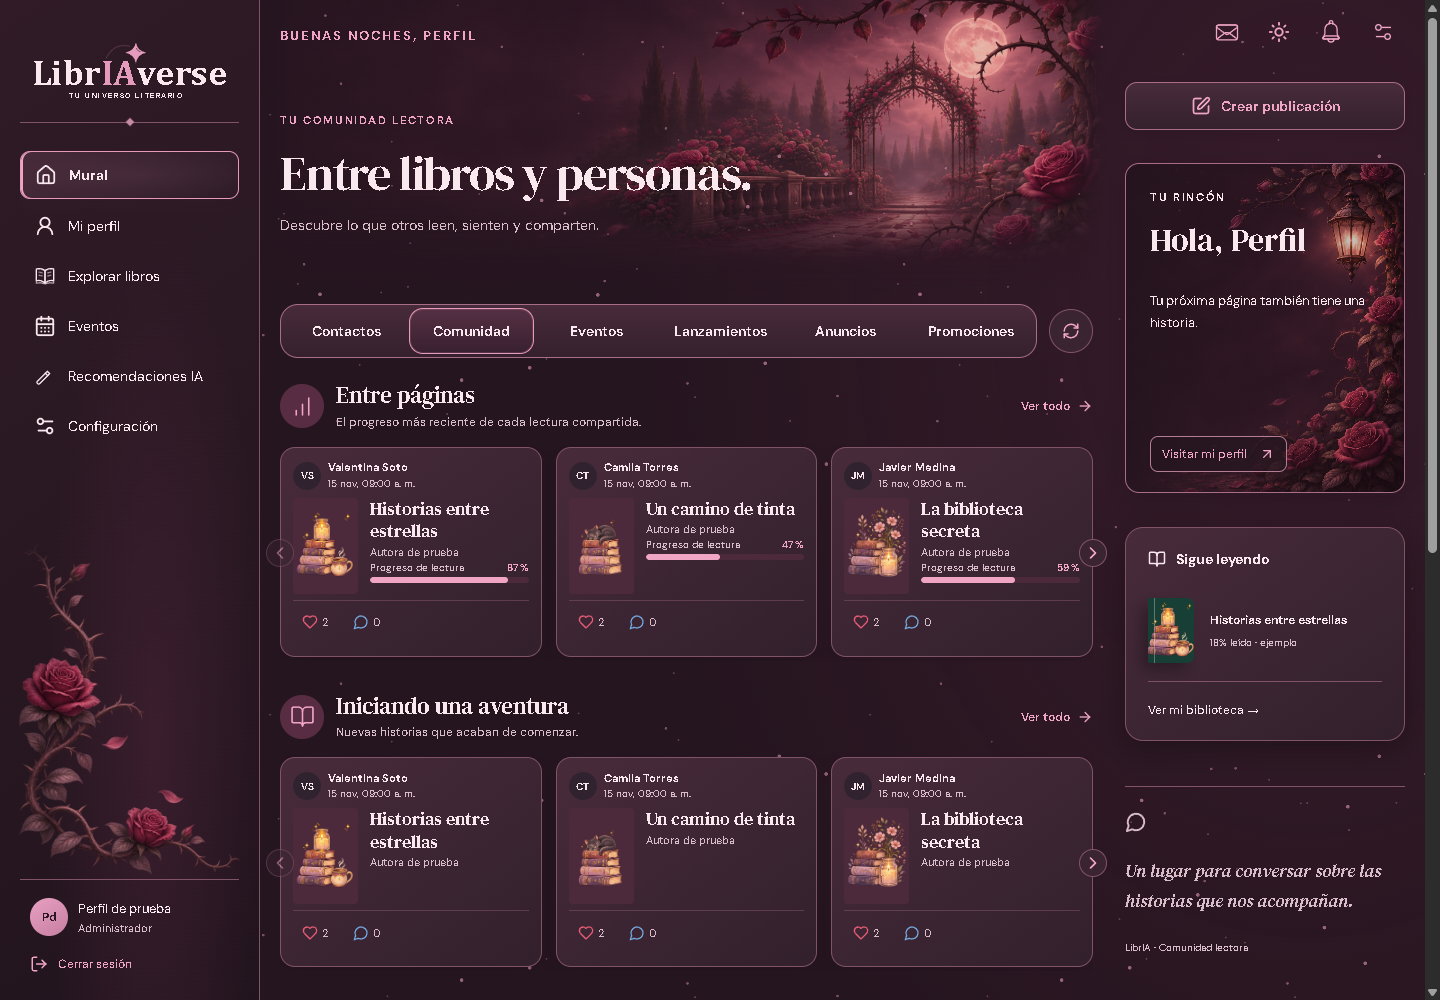 LibrIAverse
TU UNIVERSO LITERARIO
Mural
Mi perfil
Explorar libros
Eventos
Recomendaciones IA
Configuración
Pd
Perfil de prueba
Administrador
Cerrar sesión
BUENAS NOCHES, PERFIL
TU COMUNIDAD LECTORA
Entre libros y personas.
Descubre lo que otros leen, sienten y comparten.
Contactos
Comunidad
Eventos
Lanzamientos
Anuncios
Promociones
Entre páginas
El progreso más reciente de cada lectura compartida.
Ver todo →
VS
Valentina Soto
15 nov, 09:00 a. m.
Historias entre
estrellas
Autora de prueba
Progreso de lectura 87 %
2 0
CT
Camila Torres
15 nov, 09:00 a. m.
Un camino de tinta
Autora de prueba
Progreso de lectura 47 %
2 0
JM
Javier Medina
15 nov, 09:00 a. m.
La biblioteca
secreta
Autora de prueba
Progreso de lectura 59 %
2 0
Iniciando una aventura
Nuevas historias que acaban de comenzar.
Ver todo →
VS
Valentina Soto
15 nov, 09:00 a. m.
Historias entre
estrellas
Autora de prueba
2 0
CT
Camila Torres
15 nov, 09:00 a. m.
Un camino de tinta
Autora de prueba
2 0
JM
Javier Medina
15 nov, 09:00 a. m.
La biblioteca
secreta
Autora de prueba
2 0
Crear publicación
TU RINCÓN
Hola, Perfil
Tu próxima página también tiene una
historia.
Visitar mi perfil
Sigue leyendo
Historias entre estrellas
18% leído · ejemplo
Ver mi biblioteca →
Un lugar para conversar sobre las
historias que nos acompañan.
LibrIA · Comunidad lectora